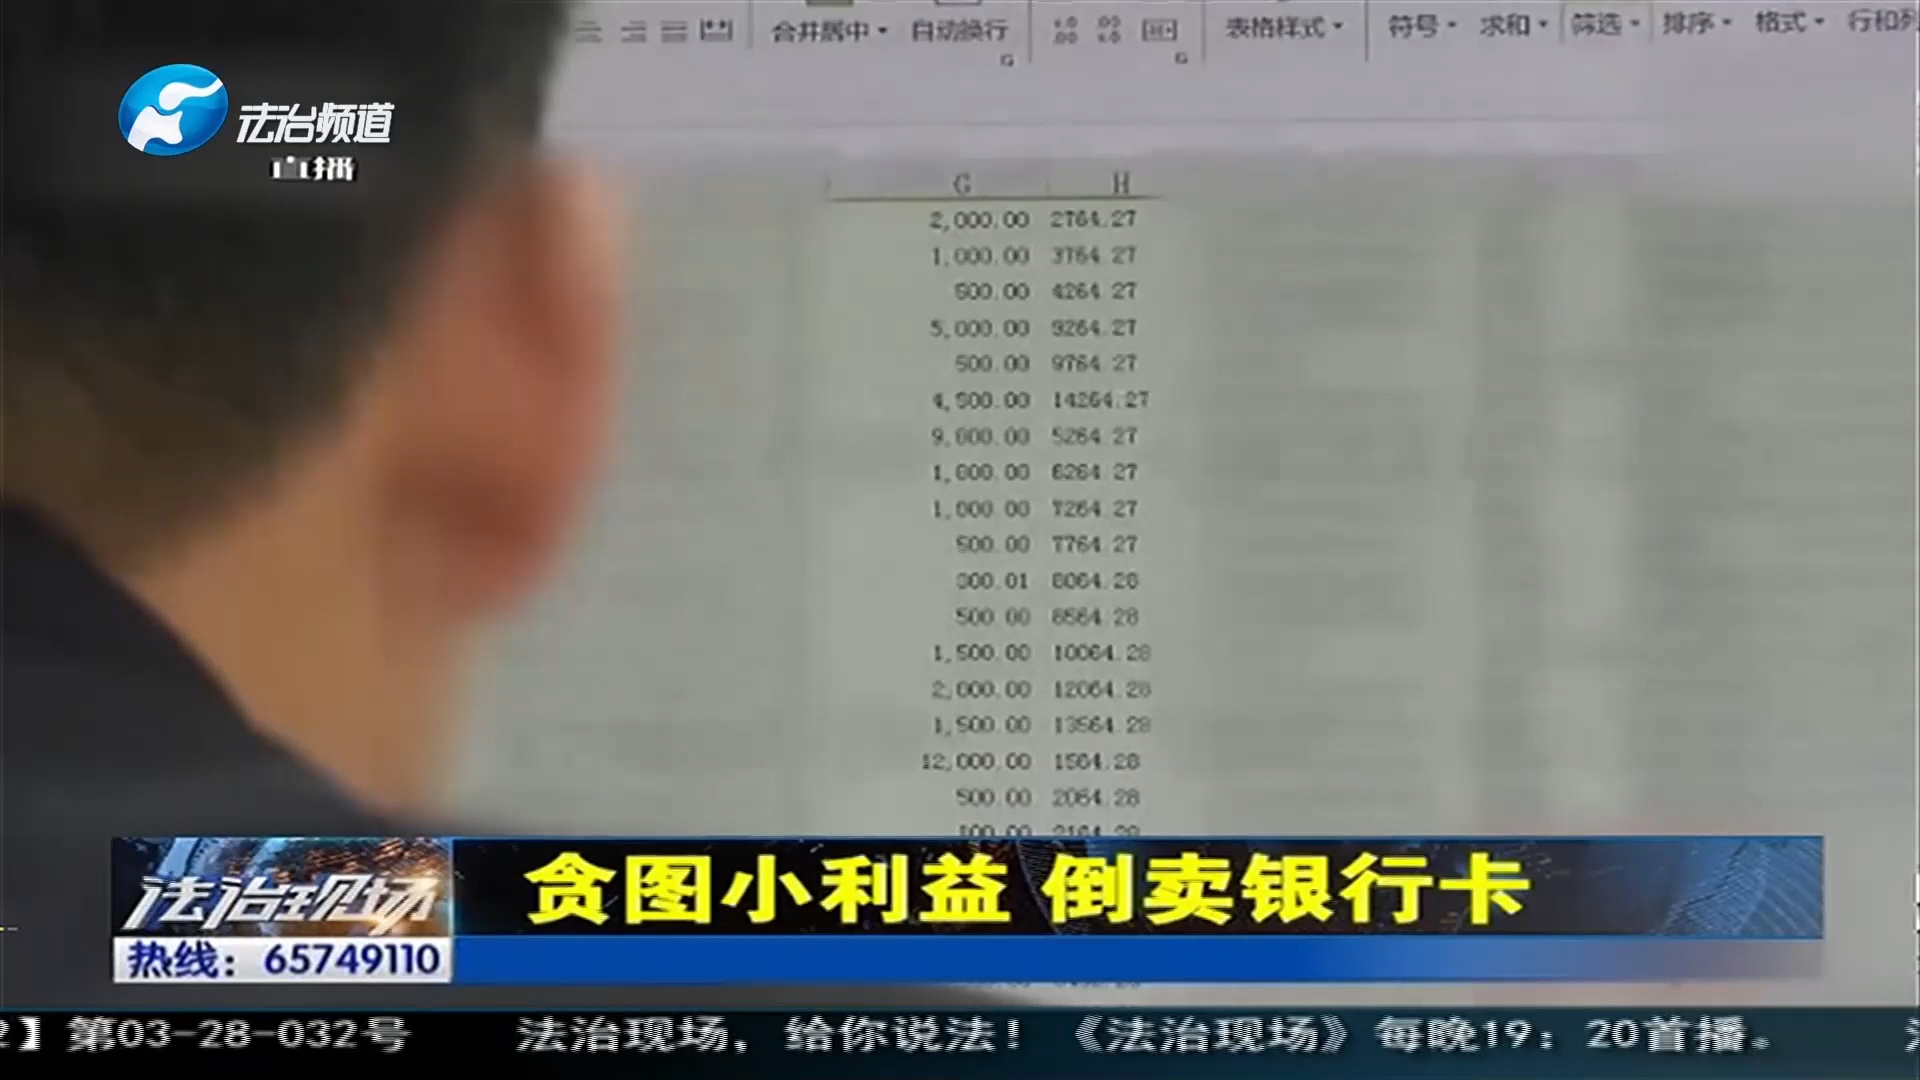 合并居中 自动换行 表格样式 符号 求和 筛选 排序 格式 行和列
法治频道
直播
G H
2,000.00 2764.27
1,000.00 3764.27
500.00 4264.27
5,000.00 9264.27
500.00 9764.27
4,500.00 14264.27
9,000.00 5264.27
1,000.00 6264.27
1,000.00 7264.27
500.00 7764.27
300.01 8064.28
500.00 8564.28
1,500.00 10064.28
2,000.00 12064.28
1,500.00 13564.28
12,000.00 1564.28
500.00 2064.28
100.00 2164.28
法治现场
贪图小利益 倒卖银行卡
热线：65749110
2】第03-28-032号 法治现场，给你说法！《法治现场》每晚19：20首播。